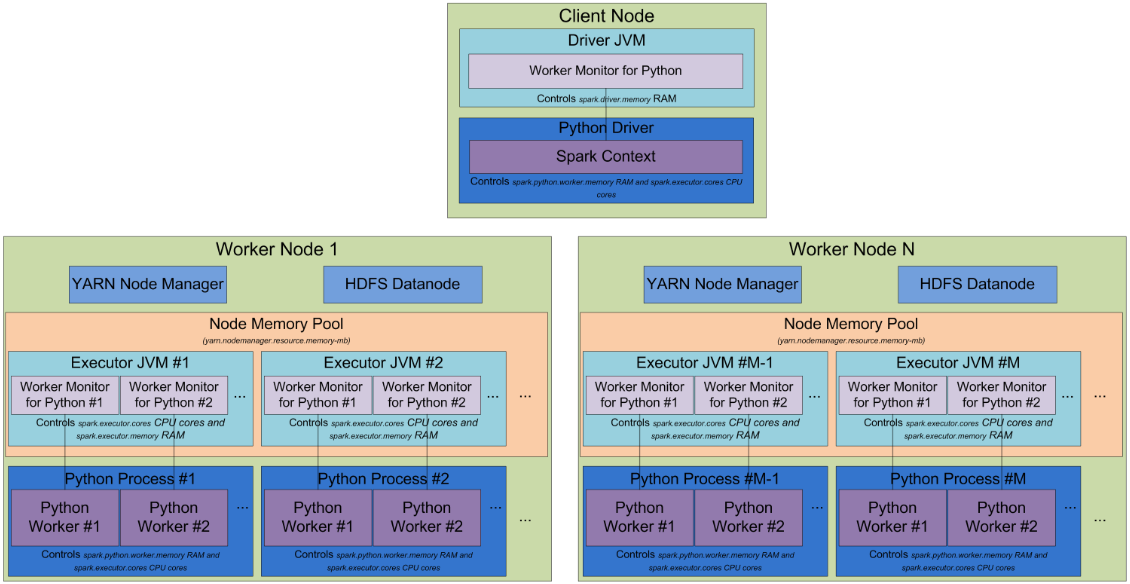 Client Node
Driver JVM
Worker Monitor for Python
Controls spark.driver.memory RAM
Python Driver
Spark Context
Controls spark.python.worker.memory RAM and spark.executor.cores CPU
cores
Worker Node 1
YARN Node Manager
HDFS Datanode
Node Memory Pool
(yarn.nodemanager.resource.memory-mb)
Executor JVM #1
Worker Monitor
for Python #1
Worker Monitor
for Python #2
...
Controls spark.executor.cores CPU cores and
spark.executor.memory RAM
Executor JVM #2
Worker Monitor
for Python #1
Worker Monitor
for Python #2
...
Controls spark.executor.cores CPU cores and
spark.executor.memory RAM
...
Python Process #1
Python
Worker #1
Python
Worker #2
...
Controls spark.python.worker.memory RAM and
spark.executor.cores CPU cores
Python Process #2
Python
Worker #1
Python
Worker #2
...
Controls spark.python.worker.memory RAM and
spark.executor.cores CPU cores
...
Worker Node N
YARN Node Manager
HDFS Datanode
Node Memory Pool
(yarn.nodemanager.resource.memory-mb)
Executor JVM #M-1
Worker Monitor
for Python #1
Worker Monitor
for Python #2
...
Controls spark.executor.cores CPU cores and
spark.executor.memory RAM
Executor JVM #M
Worker Monitor
for Python #1
Worker Monitor
for Python #2
...
Controls spark.executor.cores CPU cores and
spark.executor.memory RAM
...
Python Process #M-1
Python
Worker #1
Python
Worker #2
...
Controls spark.python.worker.memory RAM and
spark.executor.cores CPU cores
Python Process #M
Python
Worker #1
Python
Worker #2
...
Controls spark.python.worker.memory RAM and
spark.executor.cores CPU cores
...